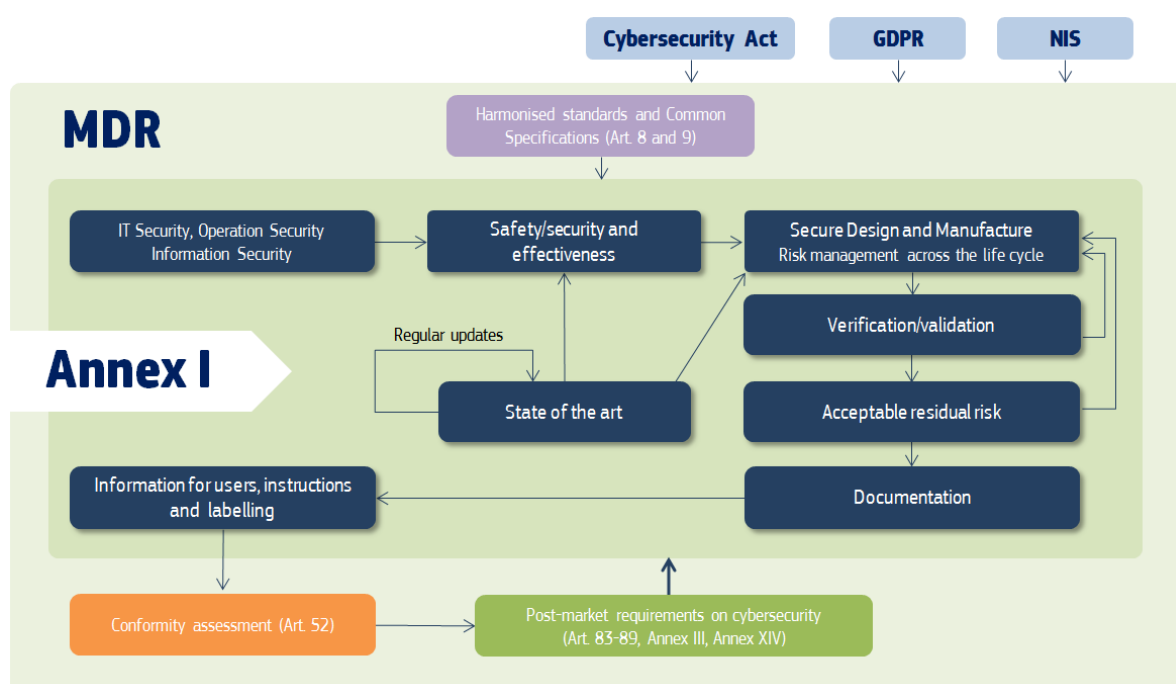 Cybersecurity Act
GDPR
NIS
MDR
Harmonised standards and Common
Specifications (Art. 8 and 9)
IT Security, Operation Security
Information Security
Safety/security and
effectiveness
Secure Design and Manufacture
Risk management across the life cycle
Verification/validation
Regular updates
Annex I
State of the art
Acceptable residual risk
Information for users, instructions
and labelling
Documentation
Conformity assessment (Art. 52)
Post-market requirements on cybersecurity
(Art. 83-89, Annex III, Annex XIV)